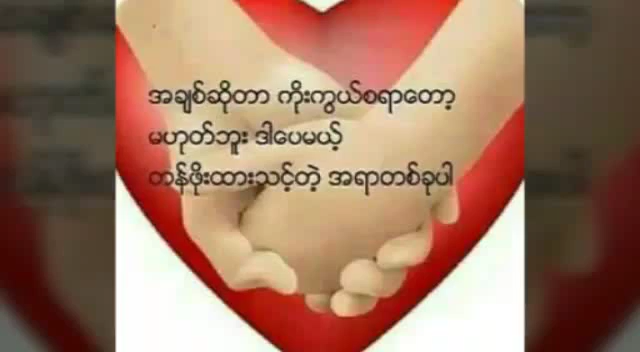 အချစ်ဆိုတာ ကိုးကွယ်စရာတော့
မဟုတ်ဘူး ဒါပေမယ့်
တန်ဖိုးထားသင့်တဲ့ အရာတစ်ခုပါ